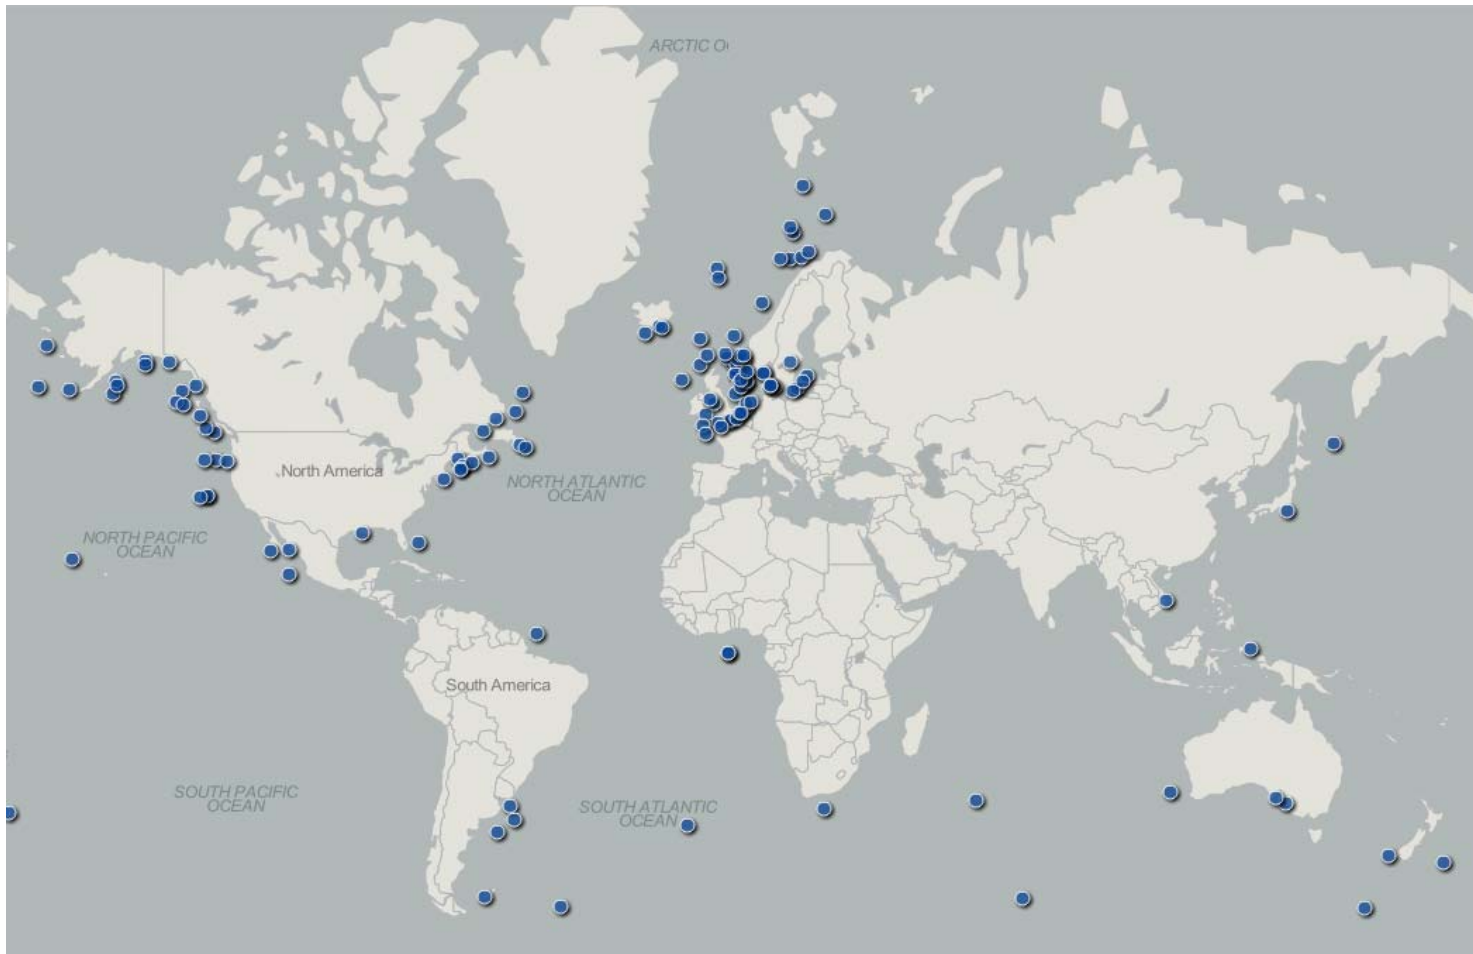 ARCTIC O
North America
NORTH ATLANTIC
OCEAN
NORTH PACIFIC
OCEAN
South America
SOUTH PACIFIC
OCEAN
SOUTH ATLANTIC
OCEAN